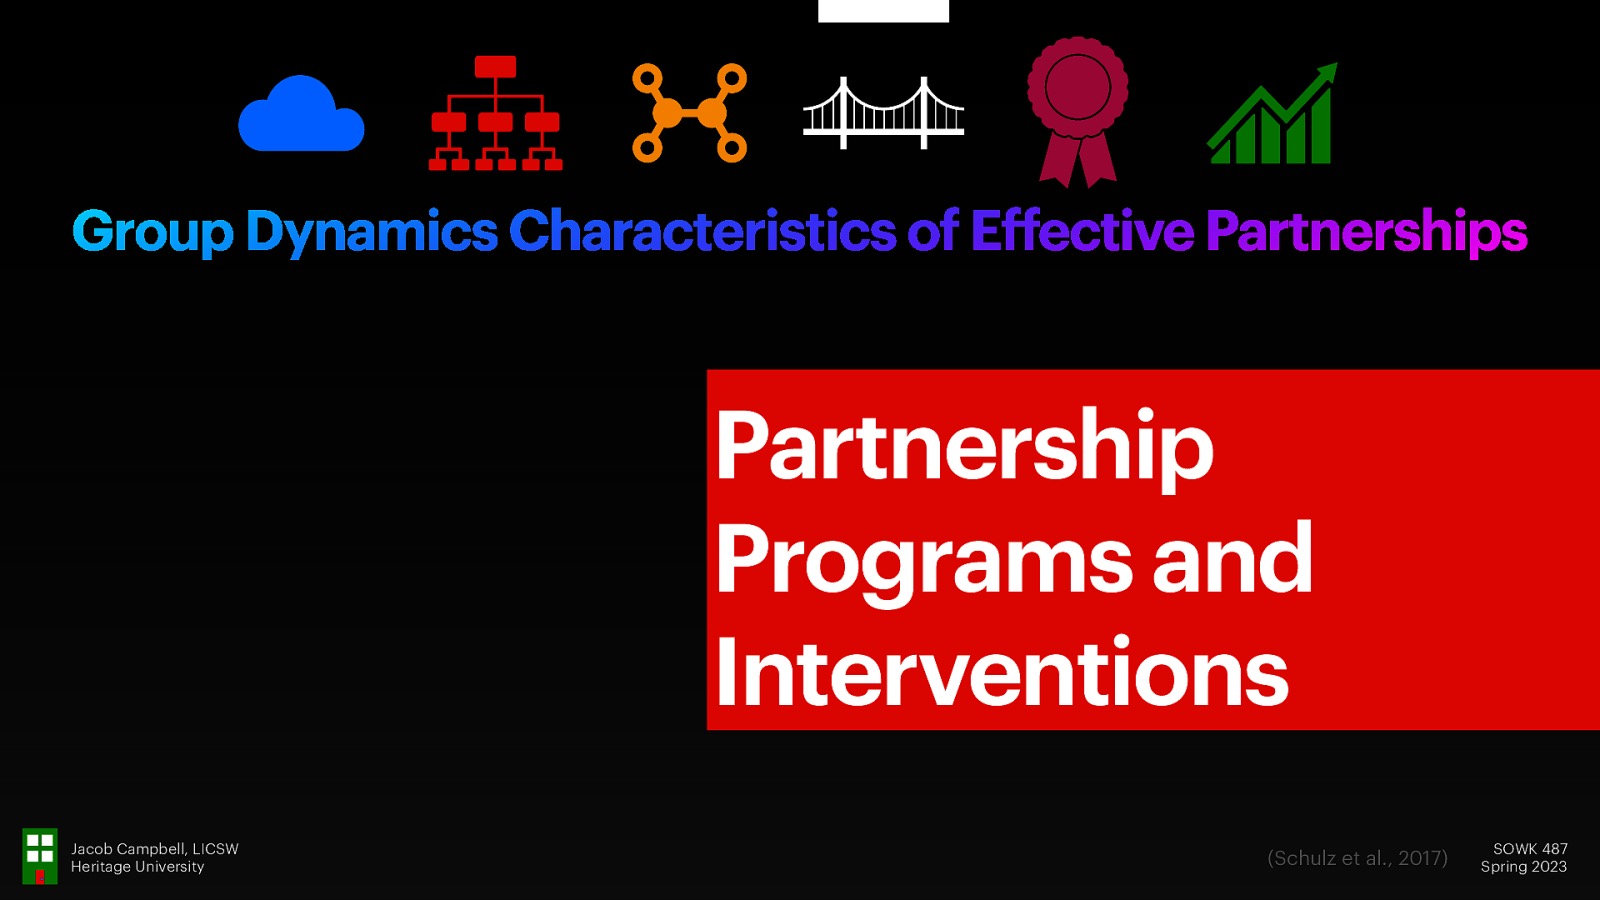 Group Dynamics Characteristics of Effective Partnerships
Partnership
Programs and
Interventions
Jacob Campbell, LICSW
Heritage University
(Schulz et al., 2017)
SOWK 487
Spring 2023